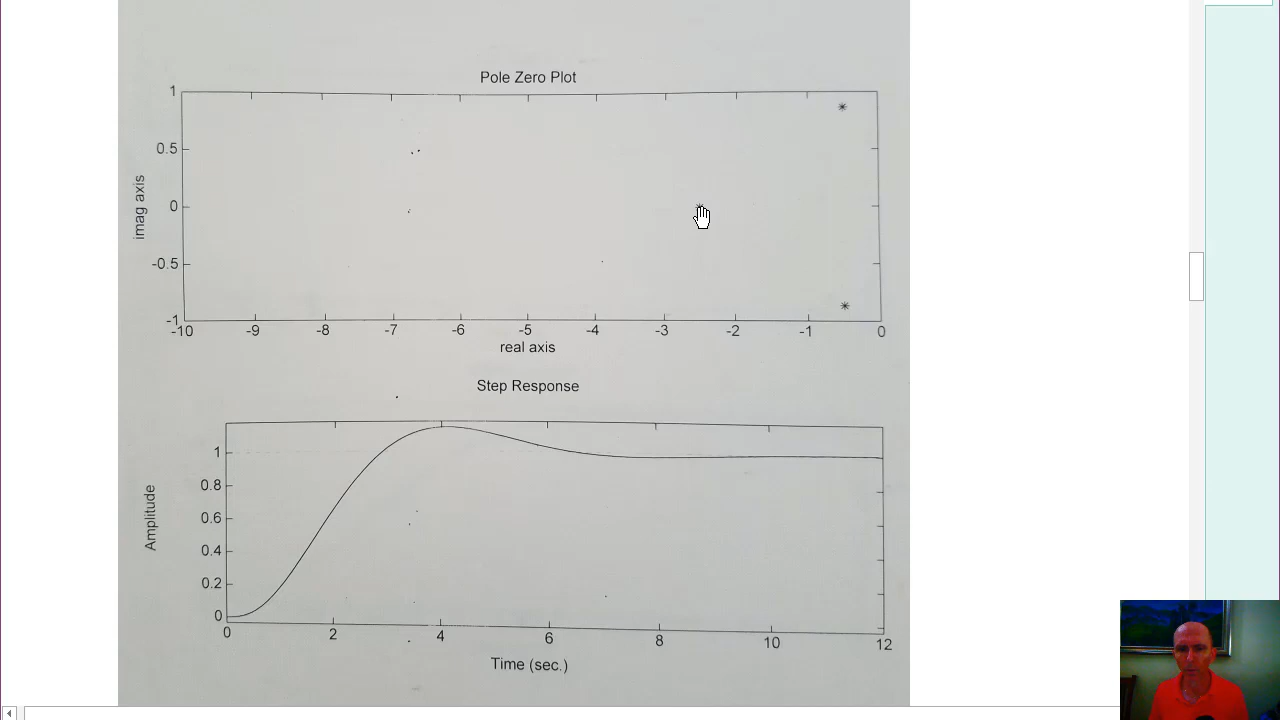 Pole Zero Plot
1
0.5
0
-0.5
-1
imag axis
-10 -9 -8 -7 -6 -5 -4 -3 -2 -1 0
real axis
Step Response
1
0.8
0.6
0.4
0.2
0
Amplitude
0 2 4 6 8 10 12
Time (sec.)